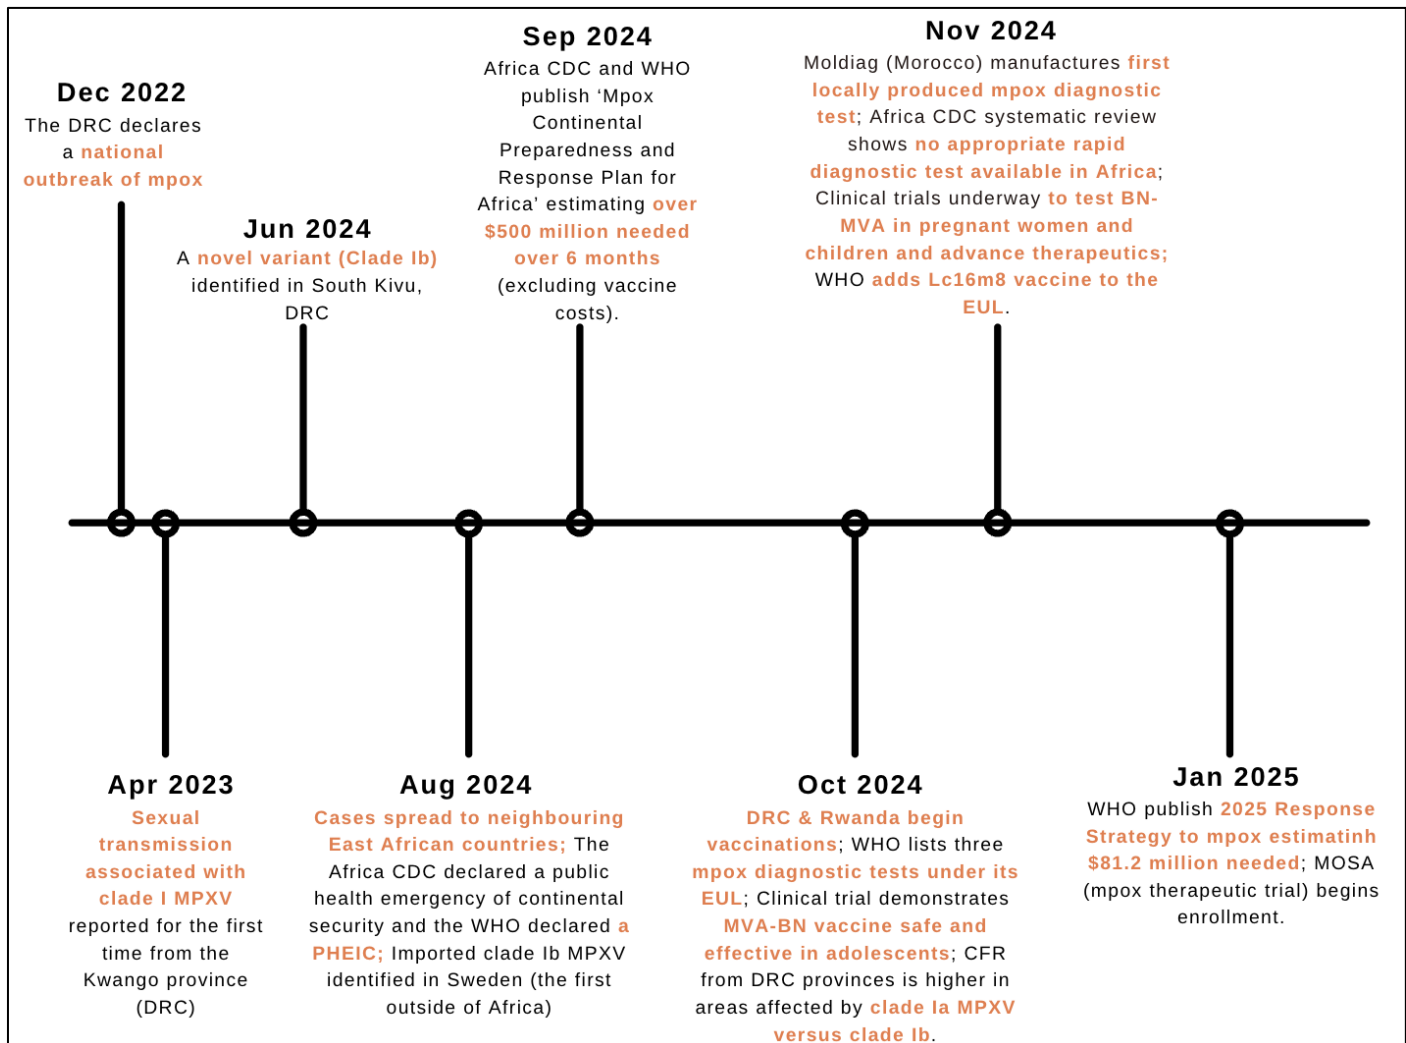 Dec 2022
The DRC declares
a national
outbreak of mpox
Jun 2024
A novel variant (Clade Ib)
identified in South Kivu,
DRC
Sep 2024
Africa CDC and WHO
publish ‘Mpox
Continental
Preparedness and
Response Plan for
Africa’ estimating over
$500 million needed
over 6 months
(excluding vaccine
costs).
Nov 2024
Moldiag (Morocco) manufactures first
locally produced mpox diagnostic
test; Africa CDC systematic review
shows no appropriate rapid
diagnostic test available in Africa;
Clinical trials underway to test BN-
MVA in pregnant women and
children and advance therapeutics;
WHO adds Lc16m8 vaccine to the
EUL.
Apr 2023
Sexual
transmission
associated with
clade I MPXV
reported for the first
time from the
Kwango province
(DRC)
Aug 2024
Cases spread to neighbouring
East African countries; The
Africa CDC declared a public
health emergency of continental
security and the WHO declared a
PHEIC; Imported clade Ib MPXV
identified in Sweden (the first
outside of Africa)
Oct 2024
DRC & Rwanda begin
vaccinations; WHO lists three
mpox diagnostic tests under its
EUL; Clinical trial demonstrates
MVA-BN vaccine safe and
effective in adolescents; CFR
from DRC provinces is higher in
areas affected by clade Ia MPXV
versus clade Ib.
Jan 2025
WHO publish 2025 Response
Strategy to mpox estimatinh
$81.2 million needed; MOSA
(mpox therapeutic trial) begins
enrollment.